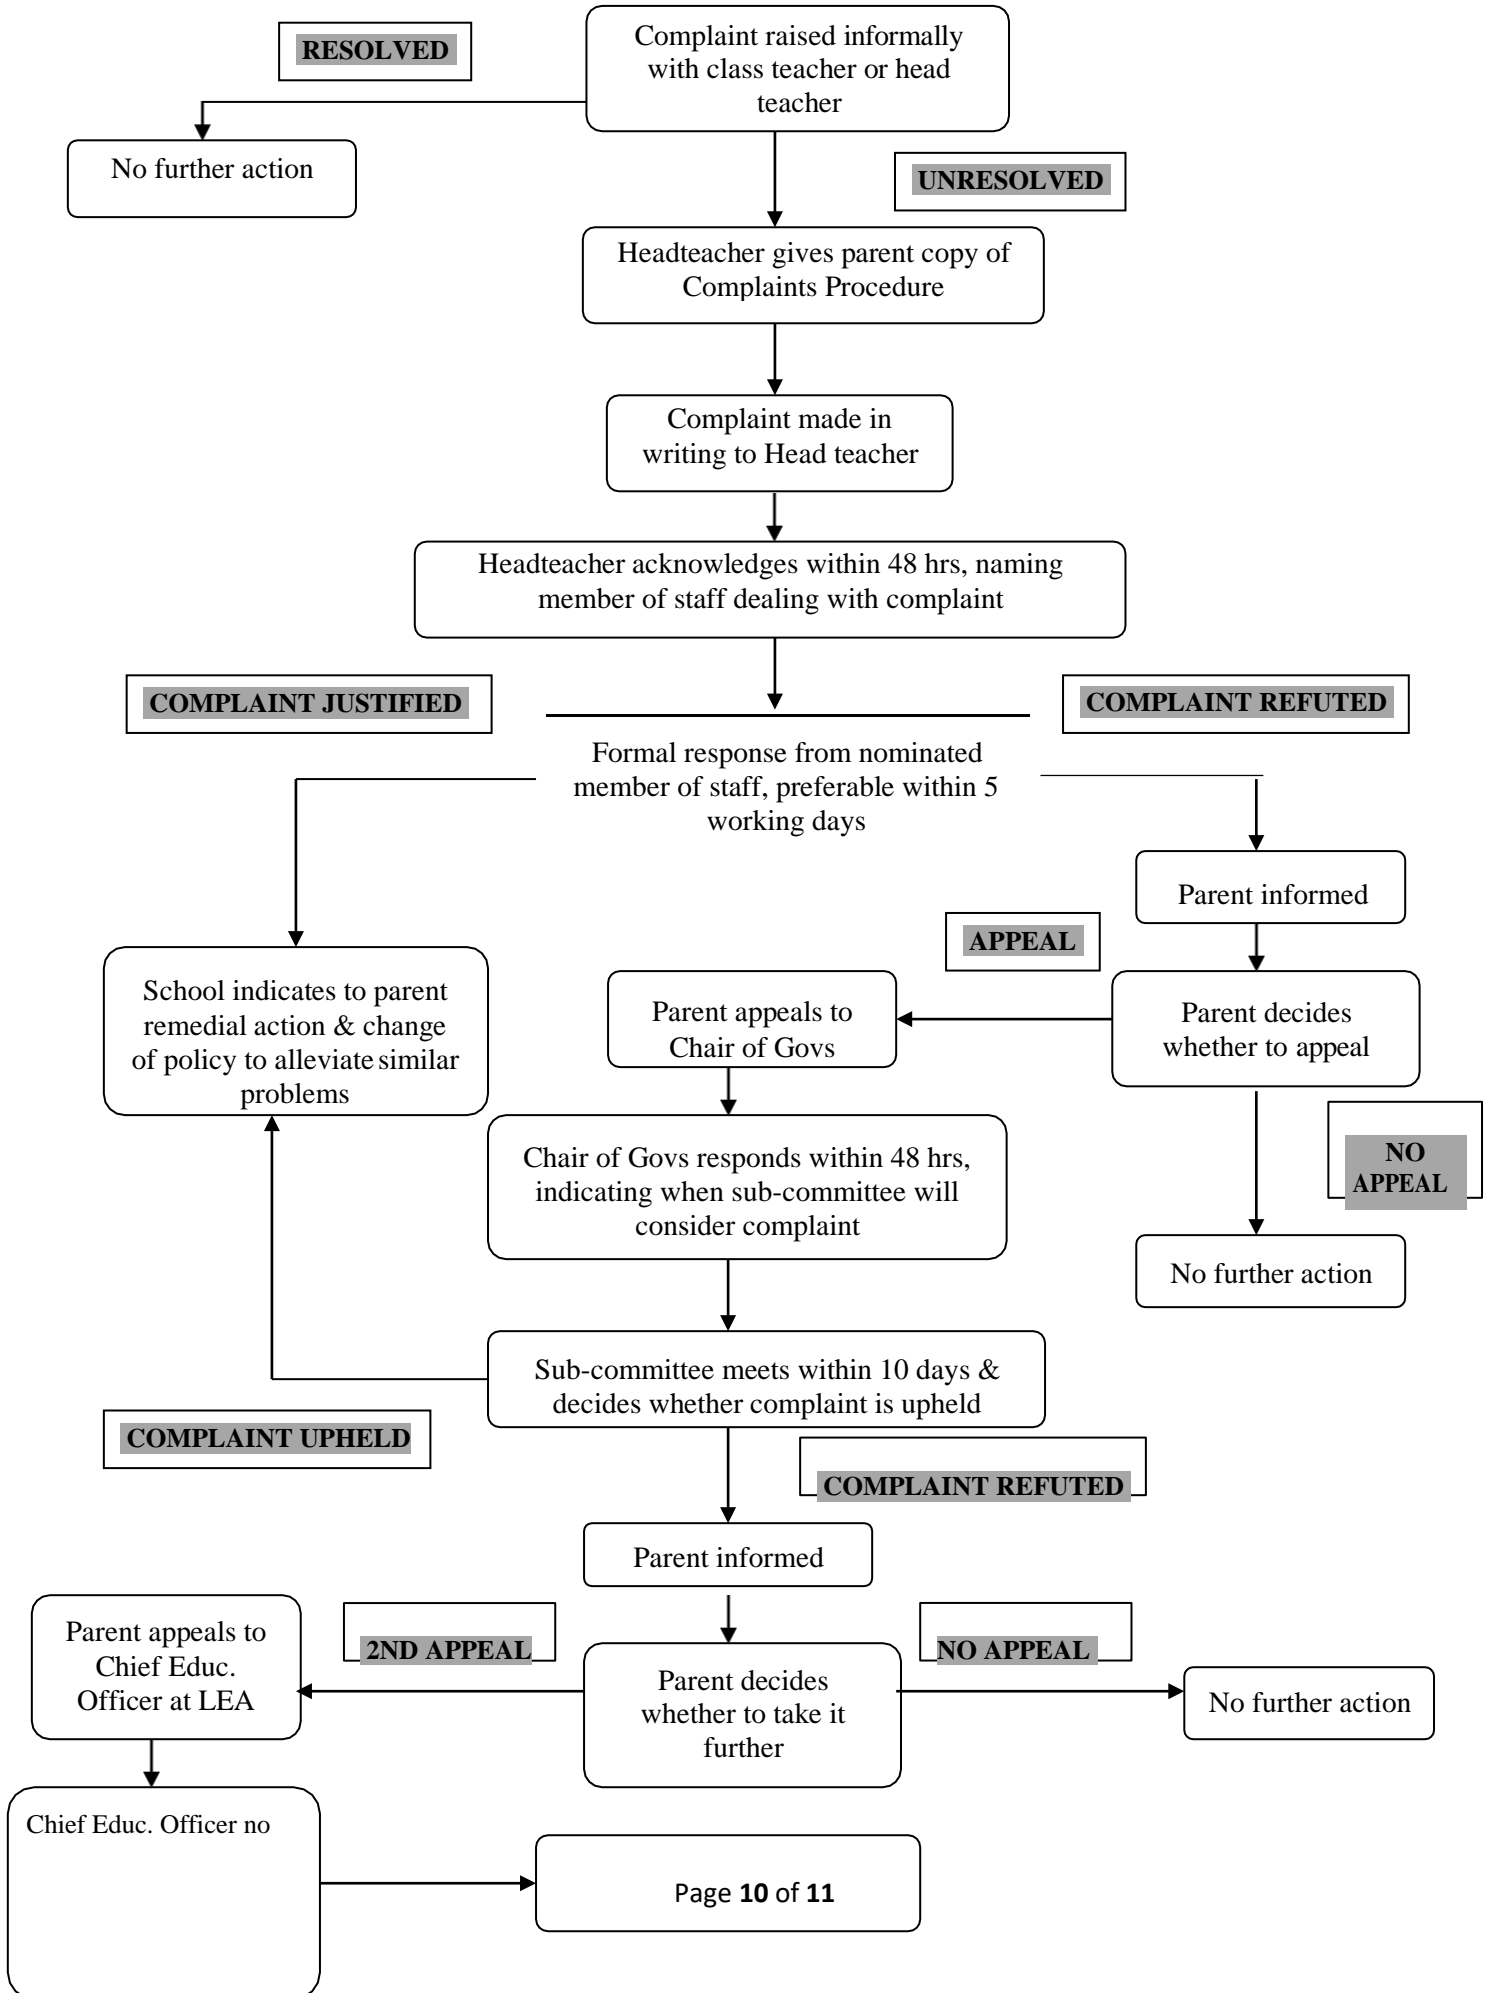 RESOLVED
Complaint raised informally
with class teacher or head
teacher
No further action
UNRESOLVED
Headteacher gives parent copy of
Complaints Procedure
Complaint made in
writing to Head teacher
Headteacher acknowledges within 48 hrs, naming
member of staff dealing with complaint
COMPLAINT JUSTIFIED
COMPLAINT REFUTED
Formal response from nominated
member of staff, preferable within 5
working days
Parent informed
APPEAL
School indicates to parent
remedial action & change
of policy to alleviate similar
problems
Parent appeals to
Chair of Govs
Parent decides
whether to appeal
Chair of Govs responds within 48 hrs,
indicating when sub-committee will
consider complaint
NO
APPEAL
No further action
Sub-committee meets within 10 days &
decides whether complaint is upheld
COMPLAINT UPHELD
COMPLAINT REFUTED
Parent informed
Parent appeals to
Chief Educ.
Officer at LEA
2ND APPEAL
NO APPEAL
Parent decides
whether to take it
further
No further action
Chief Educ. Officer no
Page 10 of 11